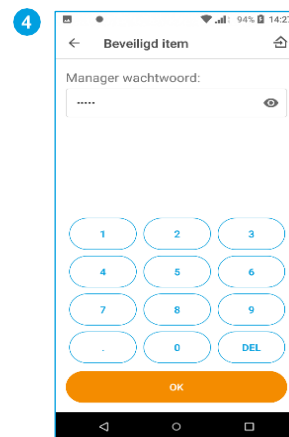 4
94% 14:27
Beveiligd item
Manager wachtwoord:
·····
1 2 3
4 5 6
7 8 9
. 0 DEL
OK